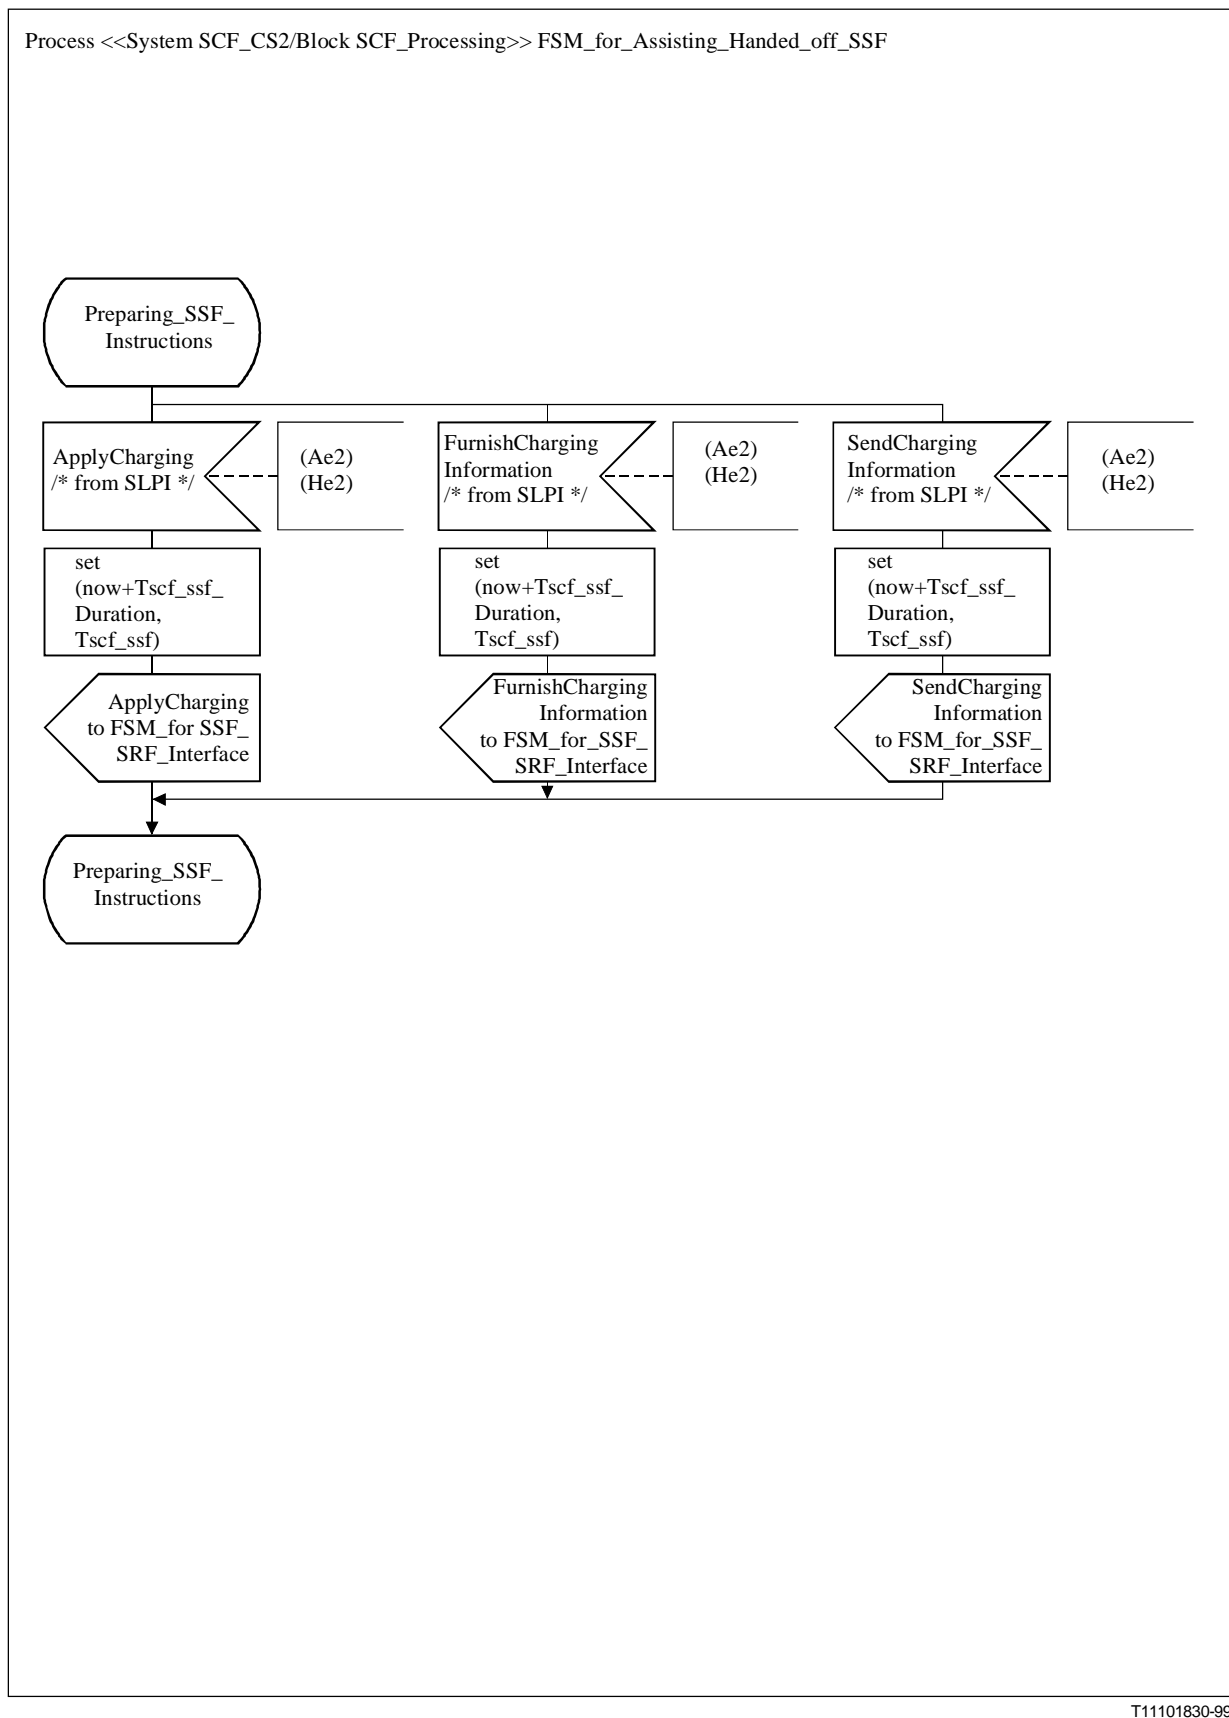 Process <<System SCF_CS2/Block SCF_Processing>> FSM_for_Assisting_Handed_off_SSF
Preparing_SSF_
Instructions
ApplyCharging
/* from SLPI */
(Ae2)
(He2)
FurnishCharging
Information
/* from SLPI */
(Ae2)
(He2)
SendCharging
Information
/* from SLPI */
(Ae2)
(He2)
set
(now+Tscf_ssf_
Duration,
Tscf_ssf)
set
(now+Tscf_ssf_
Duration,
Tscf_ssf)
set
(now+Tscf_ssf_
Duration,
Tscf_ssf)
ApplyCharging
to FSM_for SSF_
SRF_Interface
FurnishCharging
Information
to FSM_for_SSF_
SRF_Interface
SendCharging
Information
to FSM_for_SSF_
SRF_Interface
Preparing_SSF_
Instructions
T11101830-99